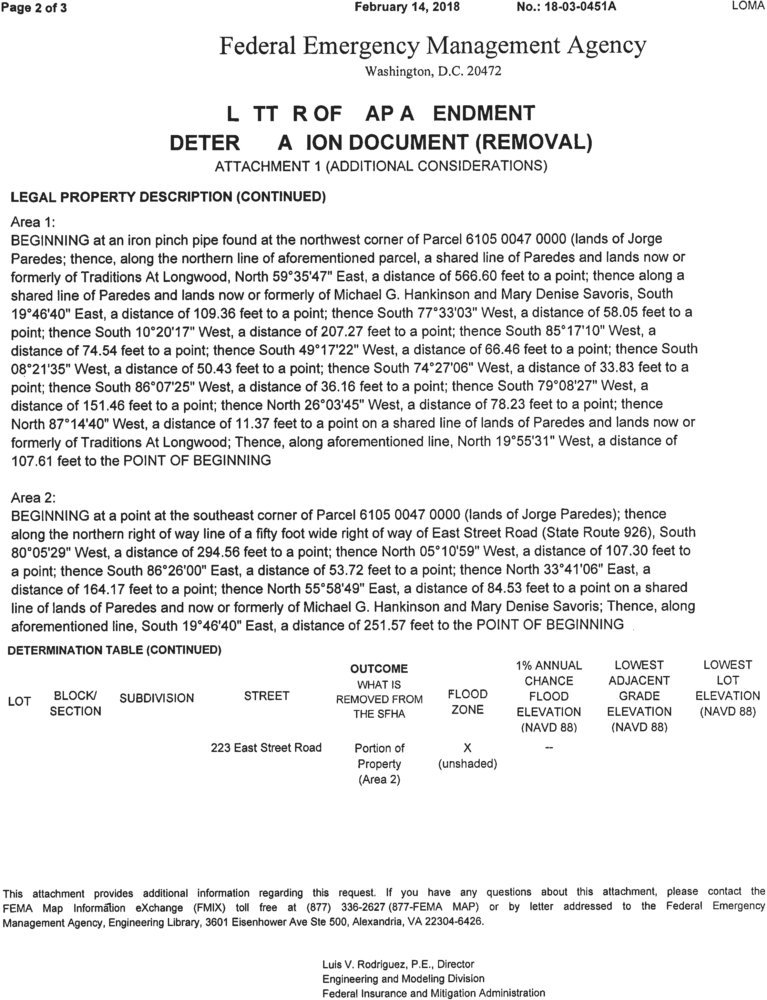 Page 2 of 3 February 14, 2018 No.: 18-03-0451A LOMA
Federal Emergency Management Agency
Washington, D.C. 20472
L TT R OF AP A ENDMENT
DETER A ION DOCUMENT (REMOVAL)
ATTACHMENT 1 (ADDITIONAL CONSIDERATIONS)
LEGAL PROPERTY DESCRIPTION (CONTINUED)
Area 1:
BEGINNING at an iron pinch pipe found at the northwest corner of Parcel 6105 0047 0000 (lands of Jorge
Paredes; thence, along the northern line of aforementioned parcel, a shared line of Paredes and lands now or
formerly of Traditions At Longwood, North 59°35'47" East, a distance of 566.60 feet to a point; thence along a
shared line of Paredes and lands now or formerly of Michael G. Hankinson and Mary Denise Savoris, South
19°46'40" East, a distance of 109.36 feet to a point; thence South 77°33'03" West, a distance of 58.05 feet to a
point; thence South 10°20'17" West, a distance of 207.27 feet to a point; thence South 85°17'10" West, a
distance of 74.54 feet to a point; thence South 49°17'22" West, a distance of 66.46 feet to a point; thence South
08°21'35" West, a distance of 50.43 feet to a point; thence South 74°27'06" West, a distance of 33.83 feet to a
point; thence South 86°07'25" West, a distance of 36.16 feet to a point; thence South 79°08'27" West, a
distance of 151.46 feet to a point; thence North 26°03'45" West, a distance of 78.23 feet to a point; thence
North 87°14'40" West, a distance of 11.37 feet to a point on a shared line of lands of Paredes and lands now or
formerly of Traditions At Longwood; Thence, along aforementioned line, North 19°55'31" West, a distance of
107.61 feet to the POINT OF BEGINNING
Area 2:
BEGINNING at a point at the southeast corner of Parcel 6105 0047 0000 (lands of Jorge Paredes); thence
along the northern right of way line of a fifty foot wide right of way of East Street Road (State Route 926), South
80°05'29" West, a distance of 294.56 feet to a point; thence North 05°10'59" West, a distance of 107.30 feet to
a point; thence South 86°26'00" East, a distance of 53.72 feet to a point; thence North 33°41'06" East, a
distance of 164.17 feet to a point; thence North 55°58'49" East, a distance of 84.53 feet to a point on a shared
line of lands of Paredes and now or formerly of Michael G. Hankinson and Mary Denise Savoris; Thence, along
aforementioned line, South 19°46'40" East, a distance of 251.57 feet to the POINT OF BEGINNING
DETERMINATION TABLE (CONTINUED)
LOT
BLOCK/
SECTION
SUBDIVISION
STREET
OUTCOME
WHAT IS
REMOVED FROM
THE SFHA
FLOOD
ZONE
1% ANNUAL
CHANCE
FLOOD
ELEVATION
(NAVD 88)
LOWEST
ADJACENT
GRADE
ELEVATION
(NAVD 88)
LOWEST
LOT
ELEVATION
(NAVD 88)
223 East Street Road
Portion of
Property
(Area 2)
X
(unshaded)
--
This attachment provides additional information regarding this request. If you have any questions about this attachment, please contact the
FEMA Map Information eXchange (FMIX) toll free at (877) 336-2627 (877-FEMA MAP) or by letter addressed to the Federal Emergency
Management Agency, Engineering Library, 3601 Eisenhower Ave Ste 500, Alexandria, VA 22304-6426.
Luis V. Rodriguez, P.E., Director
Engineering and Modeling Division
Federal Insurance and Mitigation Administration